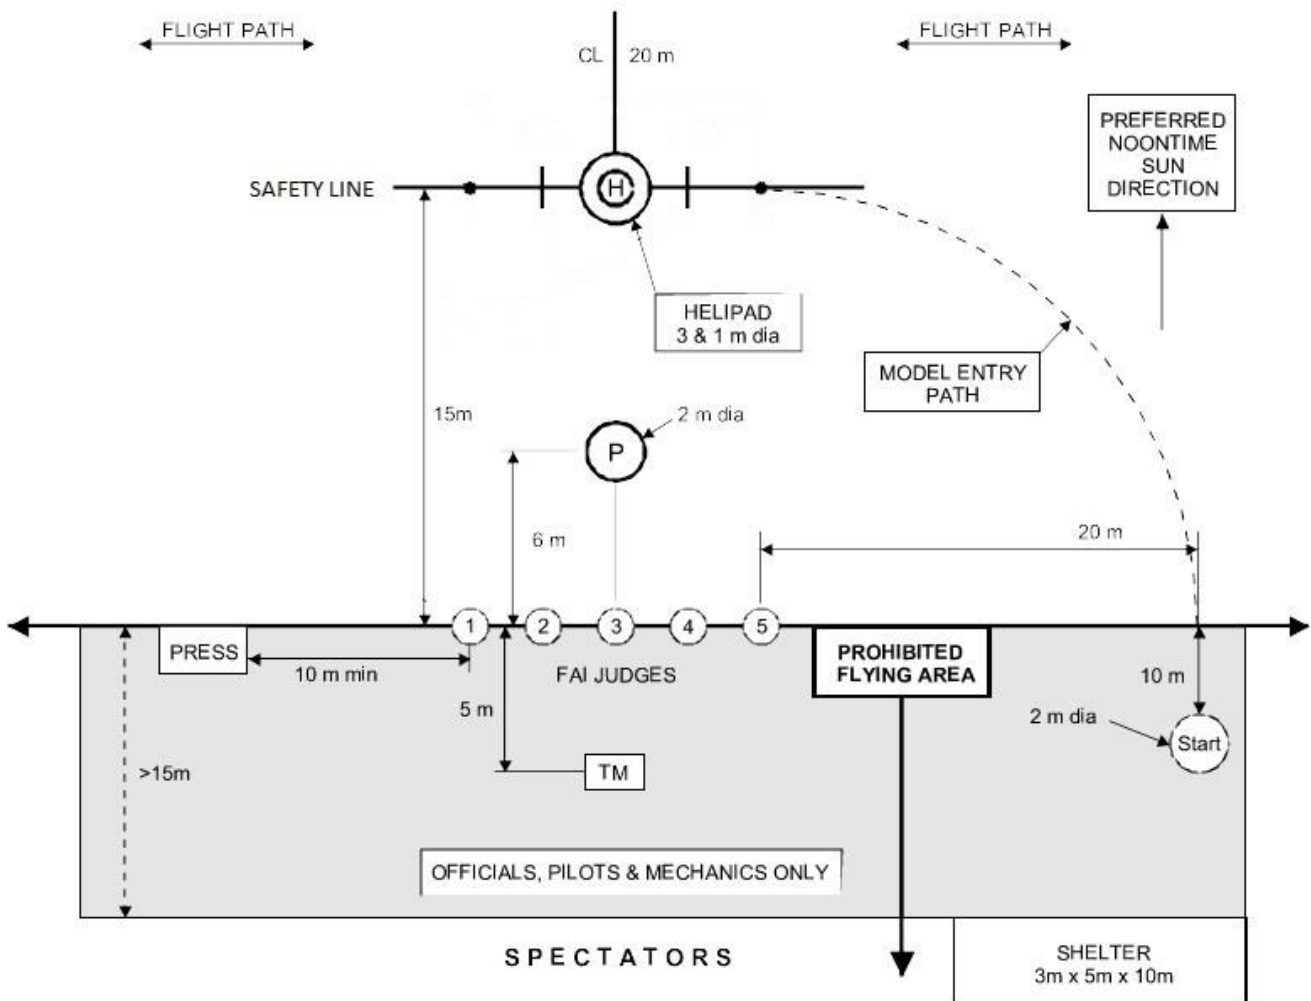 FLIGHT PATH
FLIGHT PATH
CL 20 m
PREFERRED
NOONTIME
SUN
DIRECTION
SAFETY LINE
H
HELIPAD
3 & 1 m dia
MODEL ENTRY
PATH
15m
2 m dia
P
6 m
20 m
1 2 3 4 5
PRESS
10 m min
FAI JUDGES
PROHIBITED
FLYING AREA
10 m
5 m
2 m dia
Start
>15m
TM
OFFICIALS, PILOTS & MECHANICS ONLY
SPECTATORS
SHELTER
3m x 5m x 10m